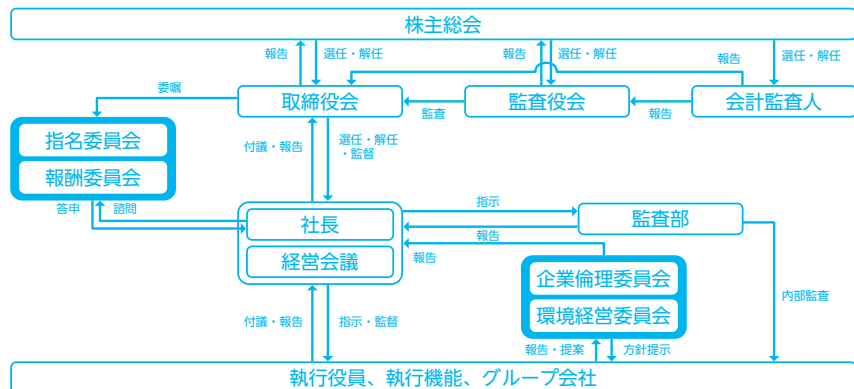 株主総会
報告
選任・解任
報告
選任・解任
報告
選任・解任
委嘱
取締役会
監査
監査役会
報告
会計監査人
指名委員会
報酬委員会
付議・報告
選任・解任
・監督
答申
諮問
社長
経営会議
指示
監査部
報告
報告
企業倫理委員会
環境経営委員会
内部監査
付議・報告
指示・監督
報告・提案
方針提示
執行役員、執行機能、グループ会社